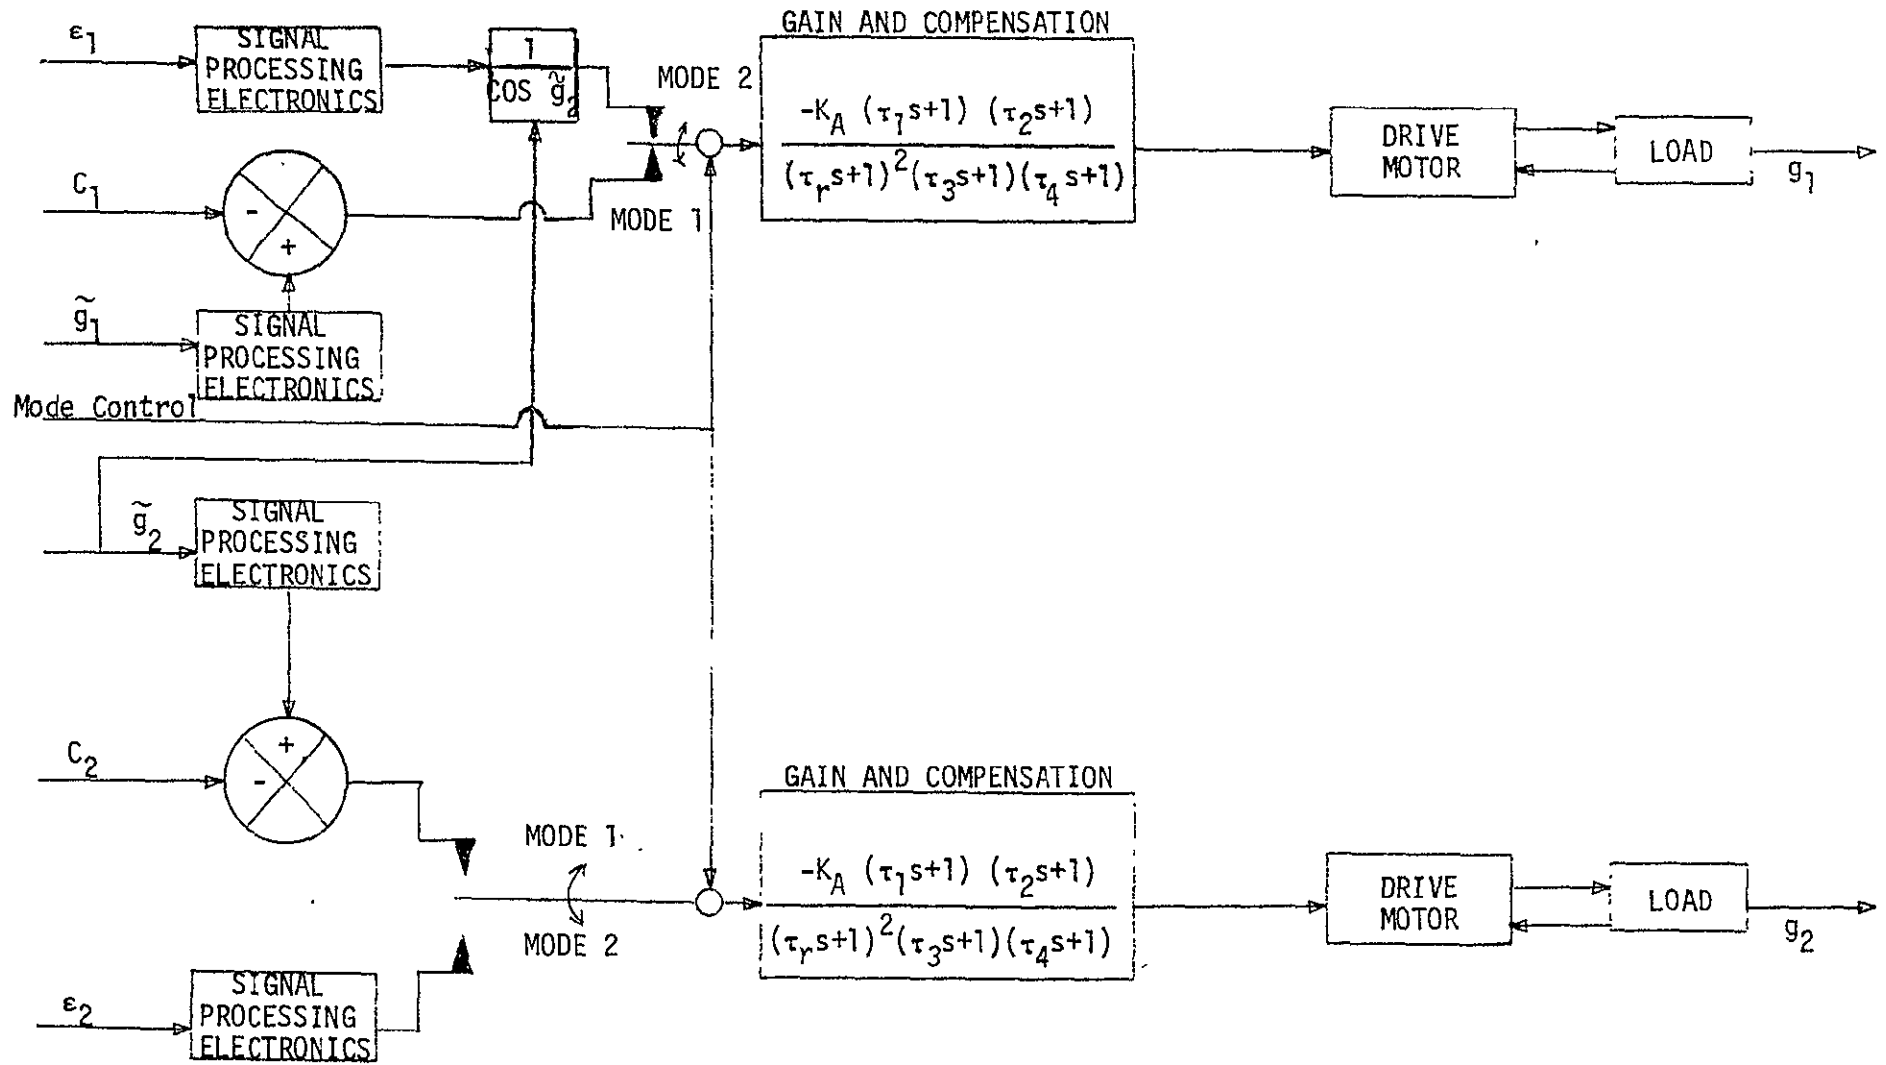 ε1
SIGNAL
PROCESSING
ELECTRONICS
1
COS g̃2
MODE 2
GAIN AND COMPENSATION
-KA (τ1s+1) (τ2s+1)
(τrs+1)2(τ3s+1)(τ4s+1)
DRIVE
MOTOR
LOAD
g1
C1
-
+
MODE 1
g̃1
SIGNAL
PROCESSING
ELECTRONICS
Mode Control
g̃2
SIGNAL
PROCESSING
ELECTRONICS
C2
+
-
MODE 1
MODE 2
GAIN AND COMPENSATION
-KA (τ1s+1) (τ2s+1)
(τrs+1)2(τ3s+1)(τ4s+1)
DRIVE
MOTOR
LOAD
g2
ε2
SIGNAL
PROCESSING
ELECTRONICS